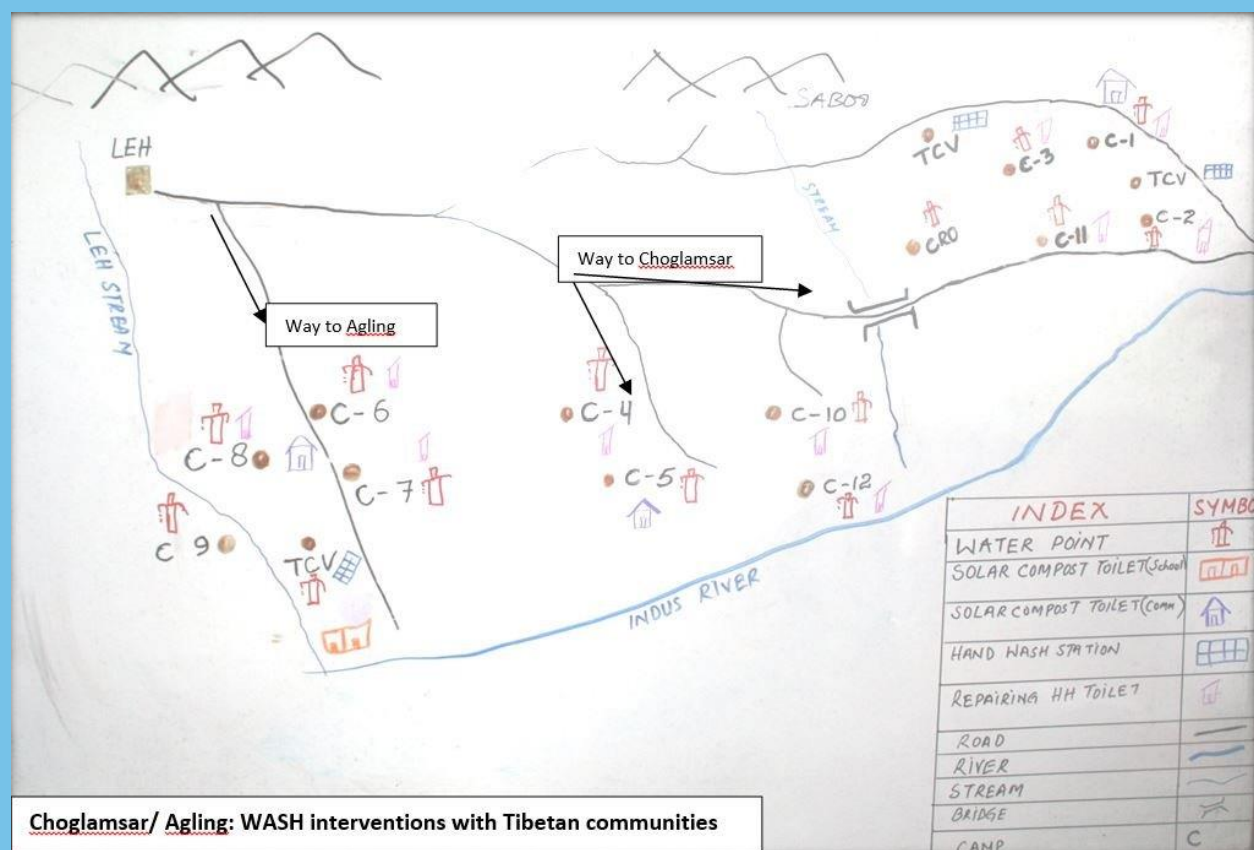 SABOO
LEH
TCV
C-3
C-1
TCV
STREAM
CRO
C-11
C-2
LEH STREAM
Way to Choglamsar
Way to Agling
C-6
C-4
C-10
C-8
C-7
C-5
C-12
C 9
TCV
INDUS RIVER
INDEX SYMBO
WATER POINT
SOLAR COMPOST TOILET(School)
SOLAR COMPOST TOILET(Comm)
HAND WASH STATION
REPAIRING HH TOILET
ROAD
RIVER
STREAM
BRIDGE
CAMP C
Choglamsar/ Agling: WASH interventions with Tibetan communities